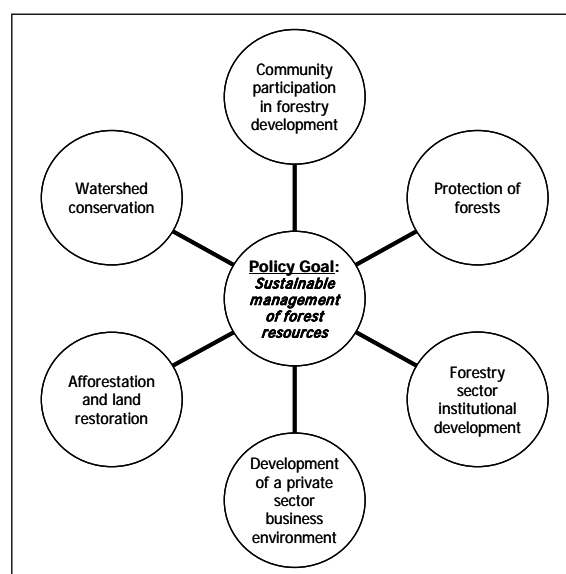 Community
participation
in forestry
development
Watershed
conservation
Protection of
forests
Policy Goal:
Sustainable
management
of forest
resources
Afforestation
and land
restoration
Forestry
sector
institutional
development
Development
of a private
sector
business
environment